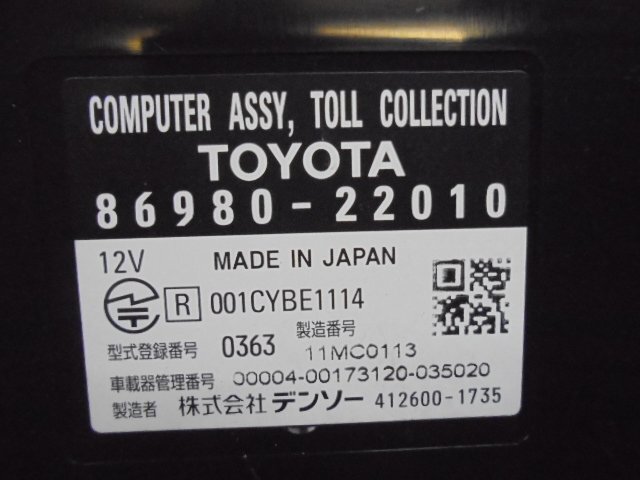 COMPUTER ASSY, TOLL COLLECTION
TOYOTA
86980-22010
12V MADE IN JAPAN
R 001CYBE1114
型式登録番号 0363 製造番号 11MC0113
車載器管理番号 00004-00173120-035020
製造者 株式会社 デンソー 412600-1735